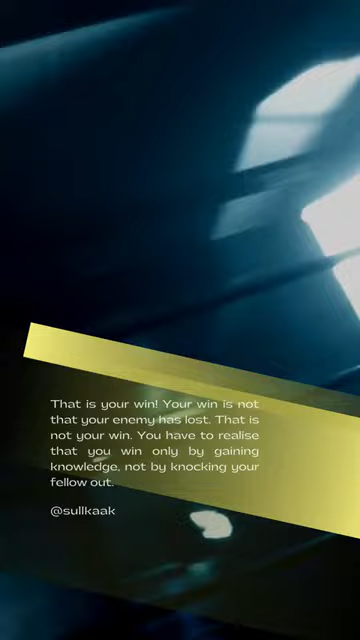 That is your win! Your win is not
that your enemy has lost. That is
not your win. You have to realise
that you win only by gaining
knowledge, not by knocking your
fellow out.
@sullkaak